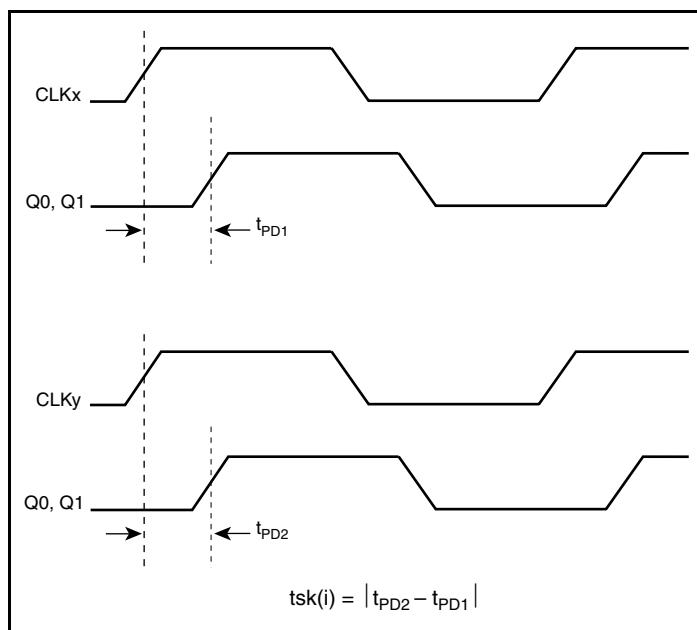 CLKx
Q0, Q1
tPD1
CLKy
Q0, Q1
tPD2
tsk(i) = |tPD2 – tPD1|